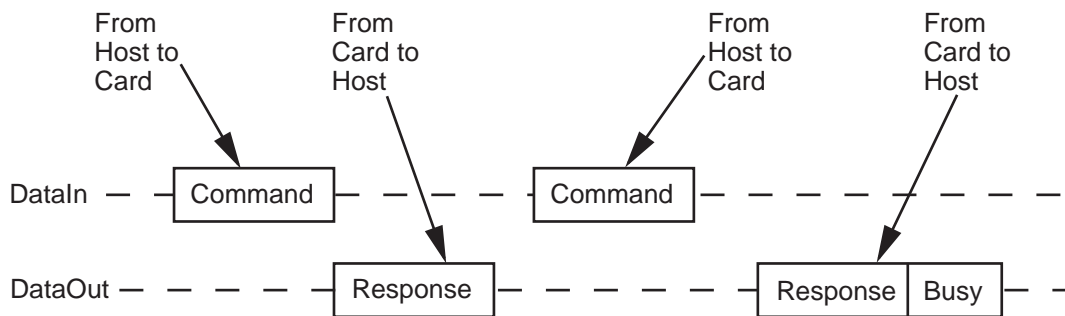 From
Host to
Card
From
Card to
Host
From
Host to
Card
From
Card to
Host
DataIn
Command
Command
DataOut
Response
Response
Busy